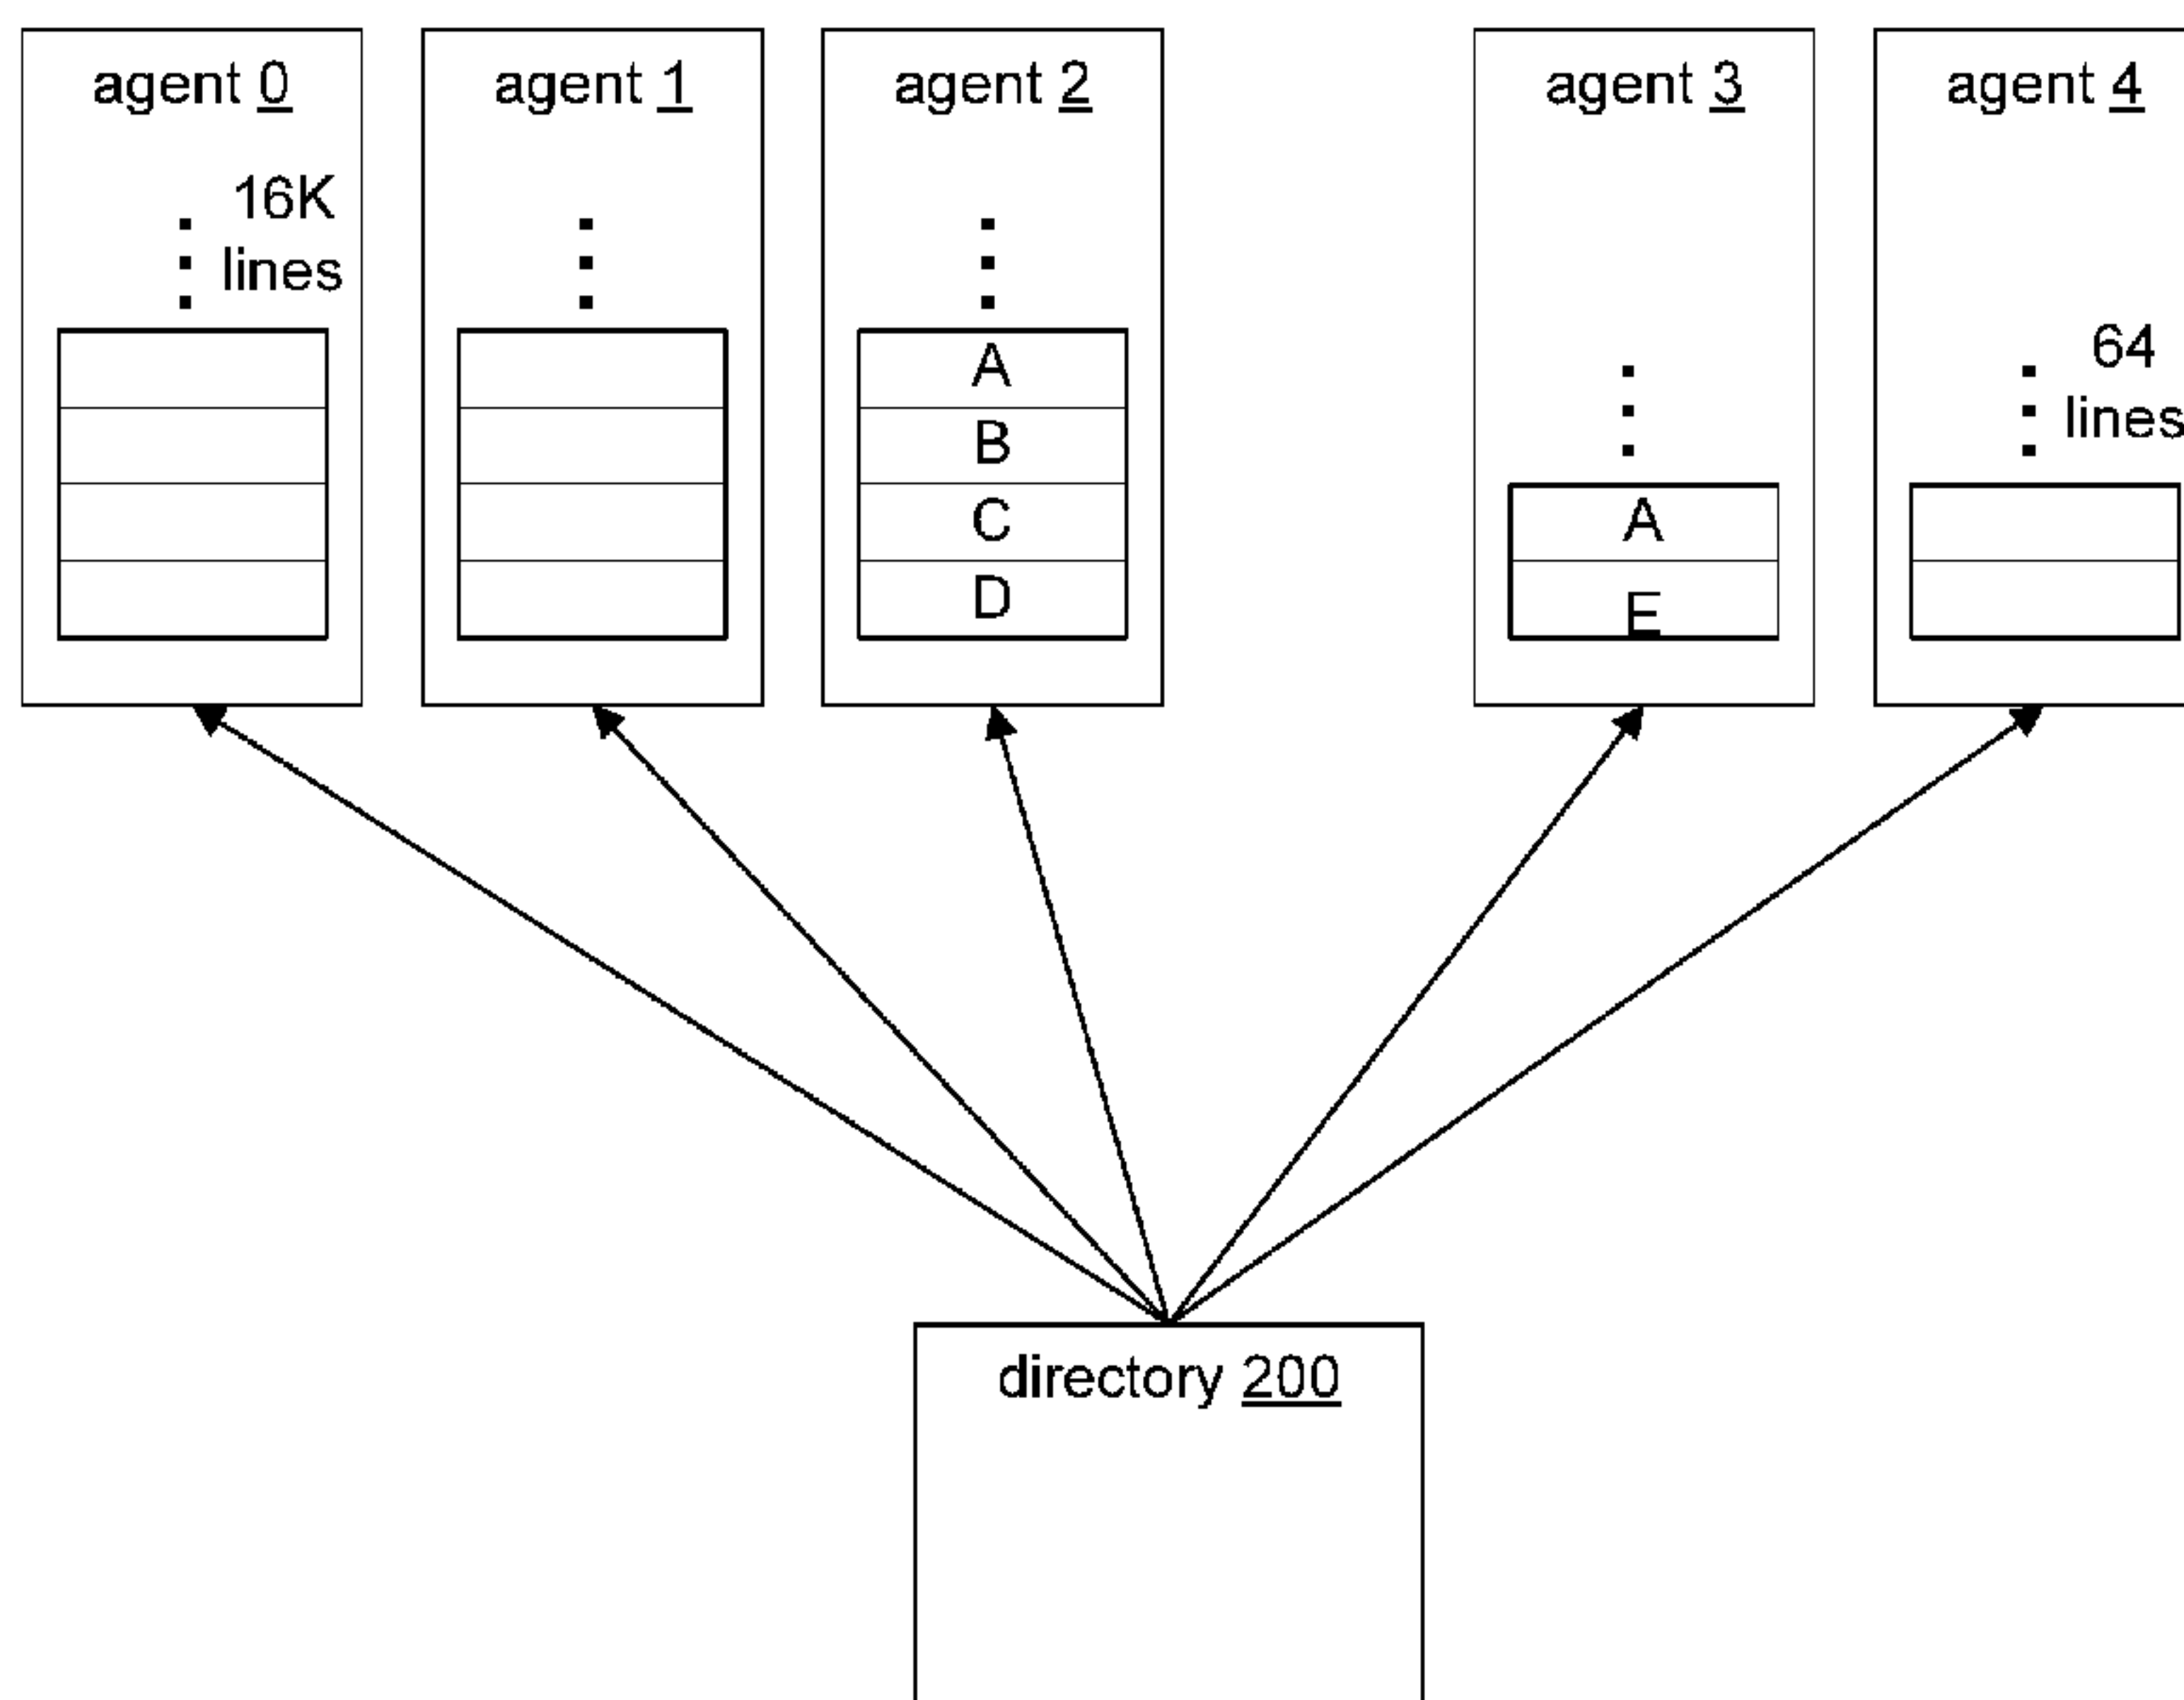 agent 0
16K
lines
agent 1
agent 2
A
B
C
D
agent 3
A
E
agent 4
64
lines
directory 200